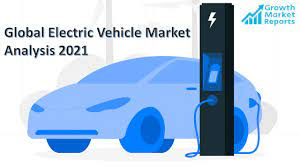 Global Electric Vehicle Market
Analysis 2021
Growth
Market
Reports